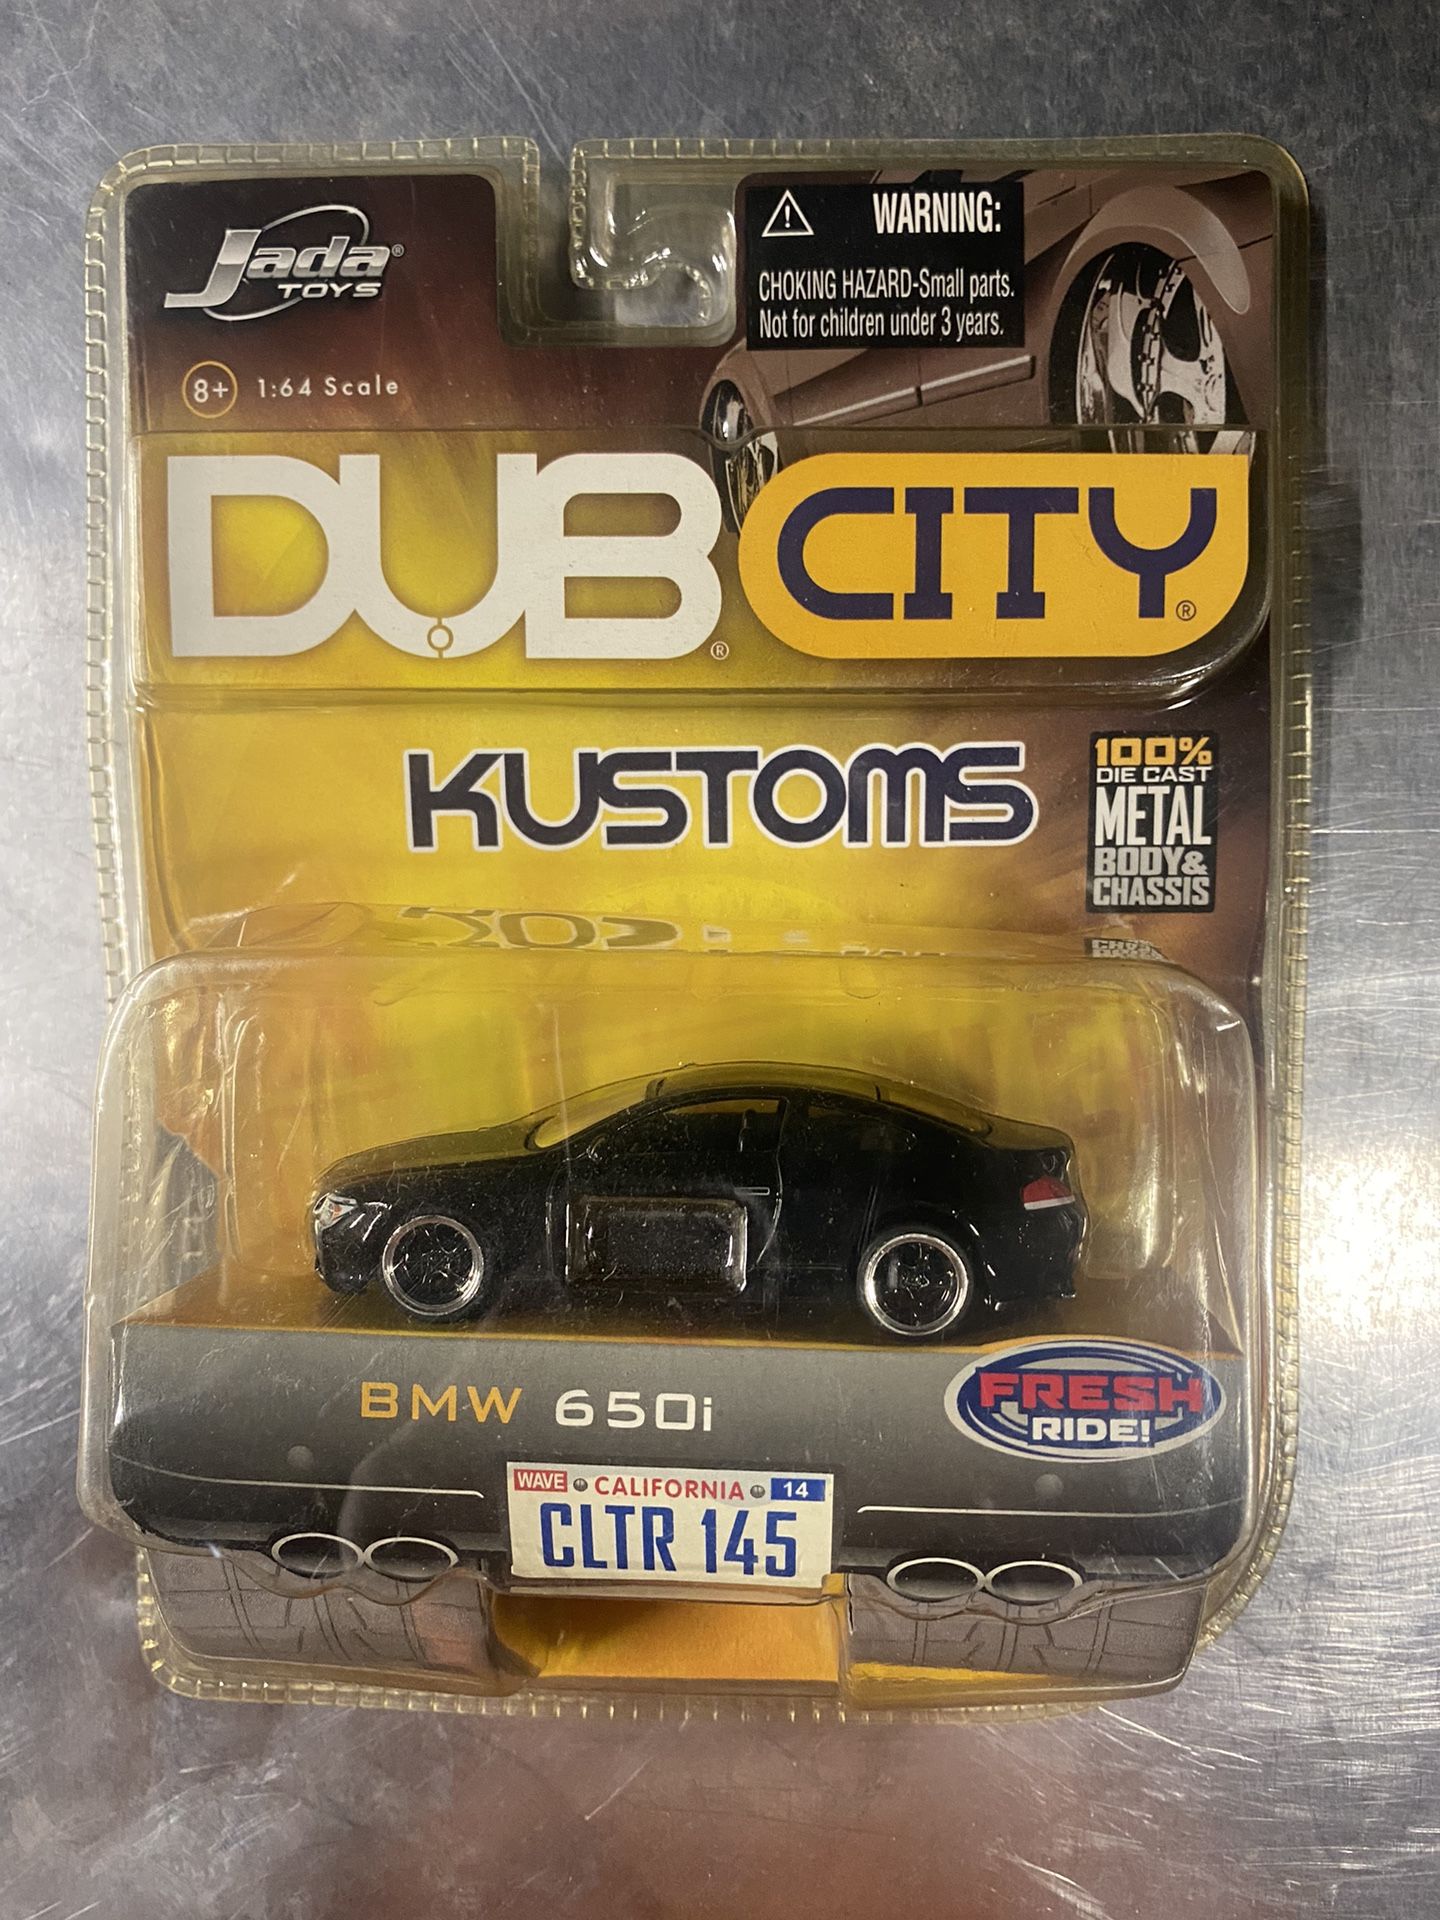 Jada®
TOYS
WARNING:
CHOKING HAZARD-Small parts.
Not for children under 3 years.
8+ 1:64 Scale
DUB® CITY®
KUSTOMS
100%
DIE CAST
METAL
BODY&
CHASSIS
BMW 650i
FRESH
RIDE!
WAVE CALIFORNIA 14
CLTR 145